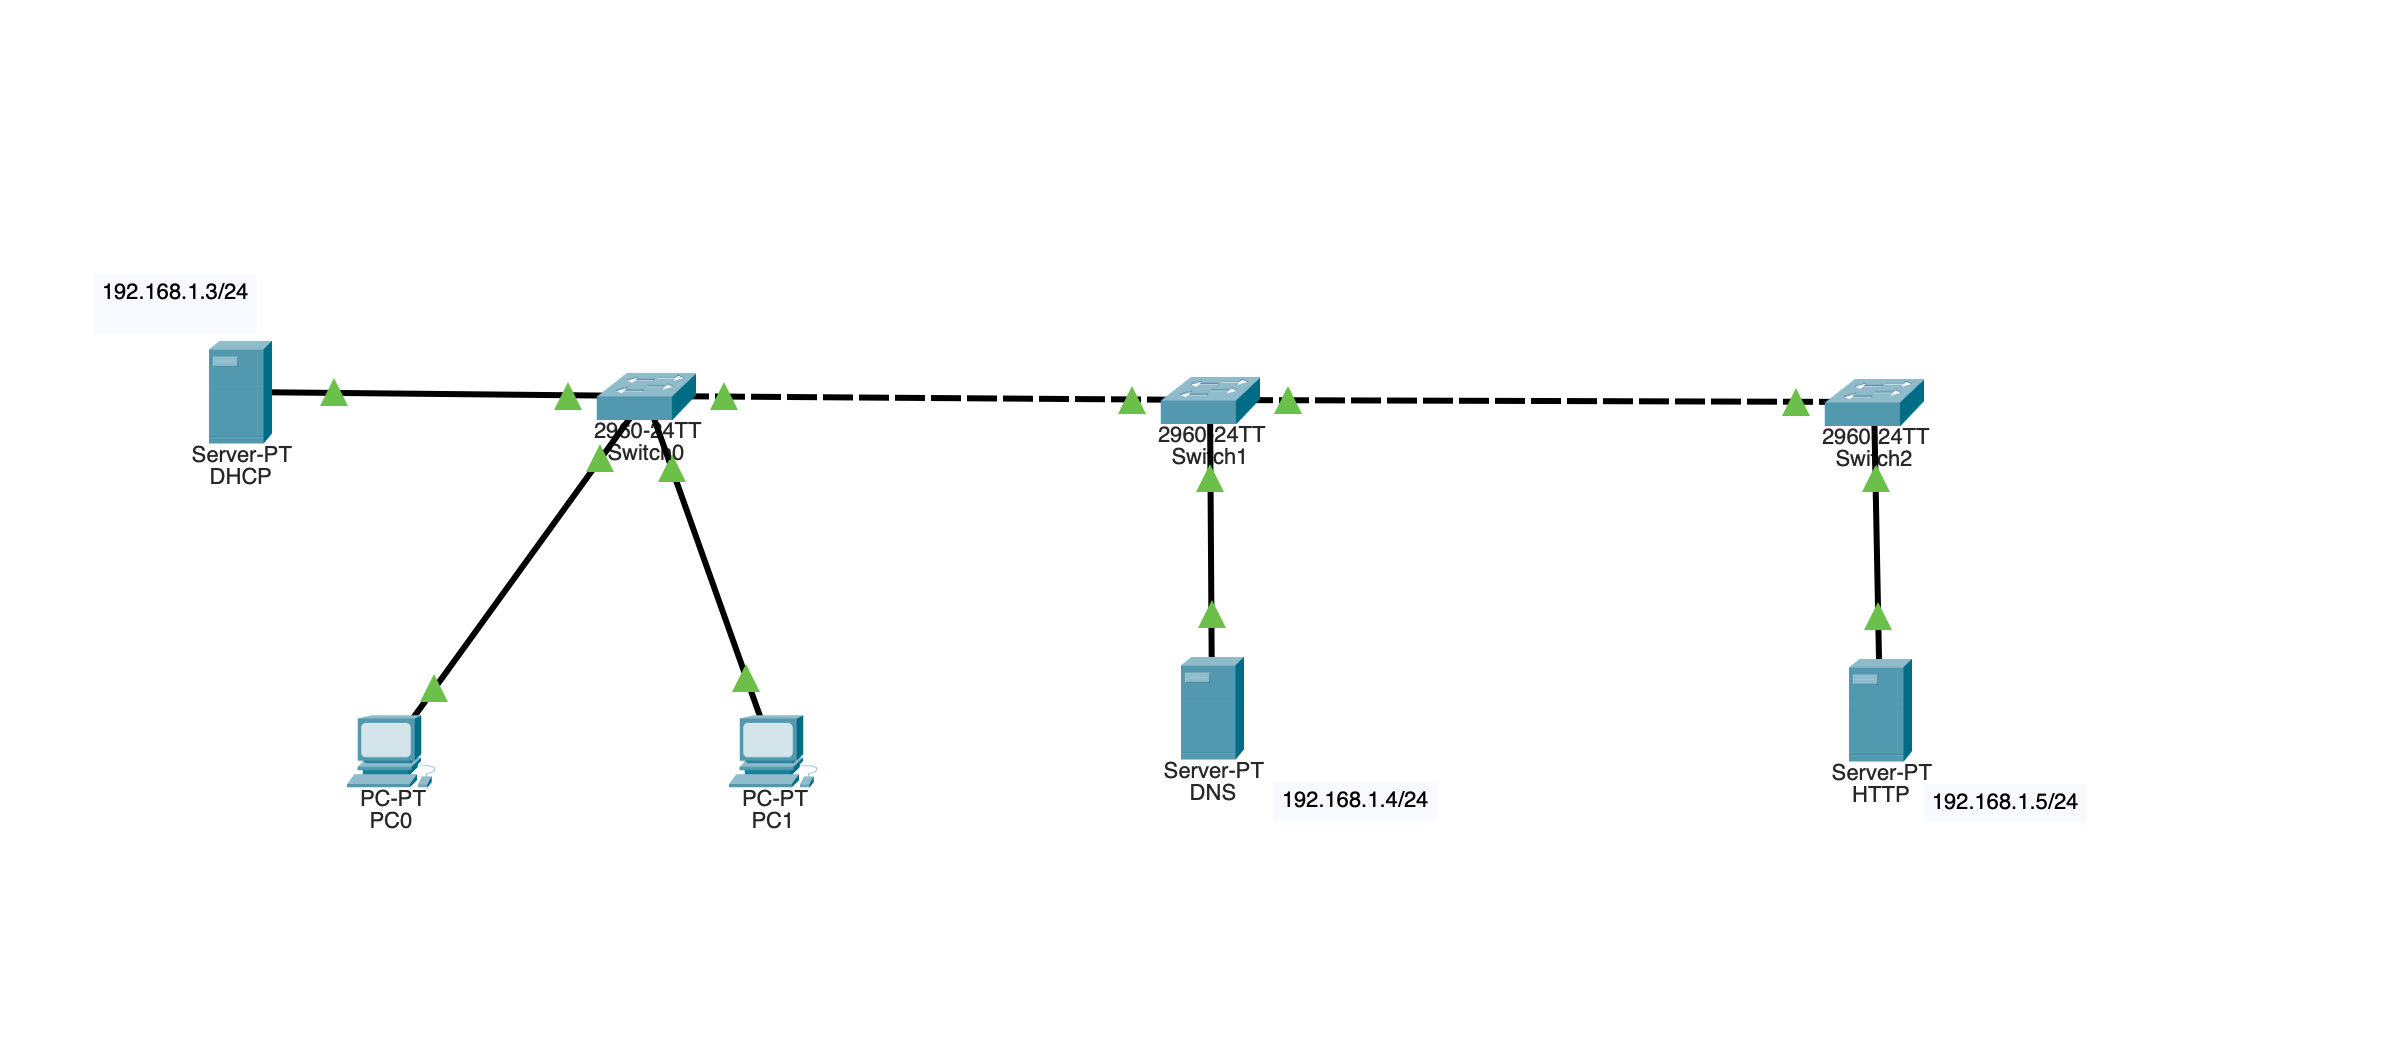 192.168.1.3/24
Server-PT
DHCP
2960-24TT
Switch0
2960-24TT
Switch1
2960-24TT
Switch2
PC-PT
PC0
PC-PT
PC1
Server-PT
DNS
192.168.1.4/24
Server-PT
HTTP
192.168.1.5/24